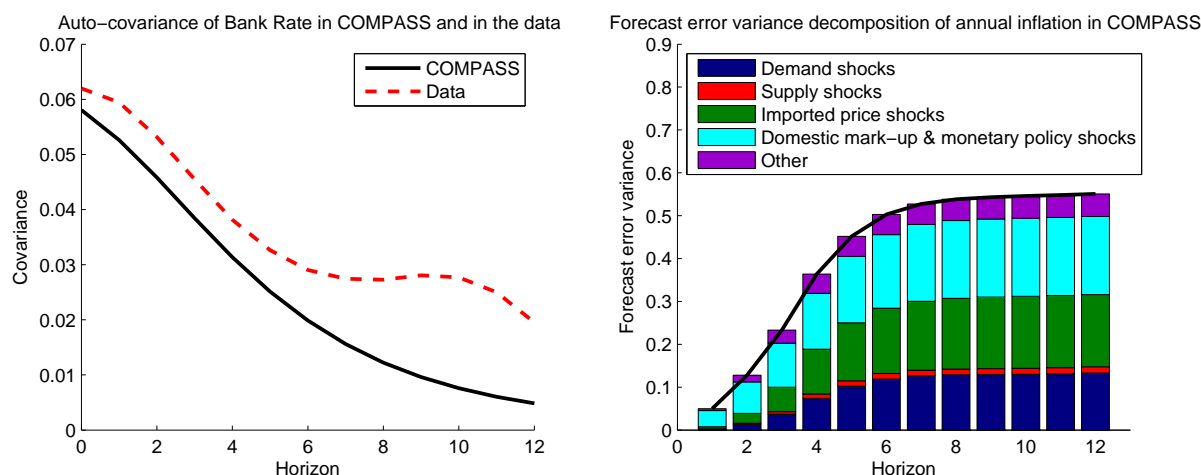 Auto−covariance of Bank Rate in COMPASS and in the data
0.07
0.06
0.05
0.04
0.03
0.02
0.01
0
Covariance
COMPASS
Data
0 2 4 6 8 10 12
Horizon
Forecast error variance decomposition of annual inflation in COMPASS
0.9
0.8
0.7
0.6
0.5
0.4
0.3
0.2
0.1
0
Forecast error variance
Demand shocks
Supply shocks
Imported price shocks
Domestic mark−up & monetary policy shocks
Other
0 2 4 6 8 10 12
Horizon